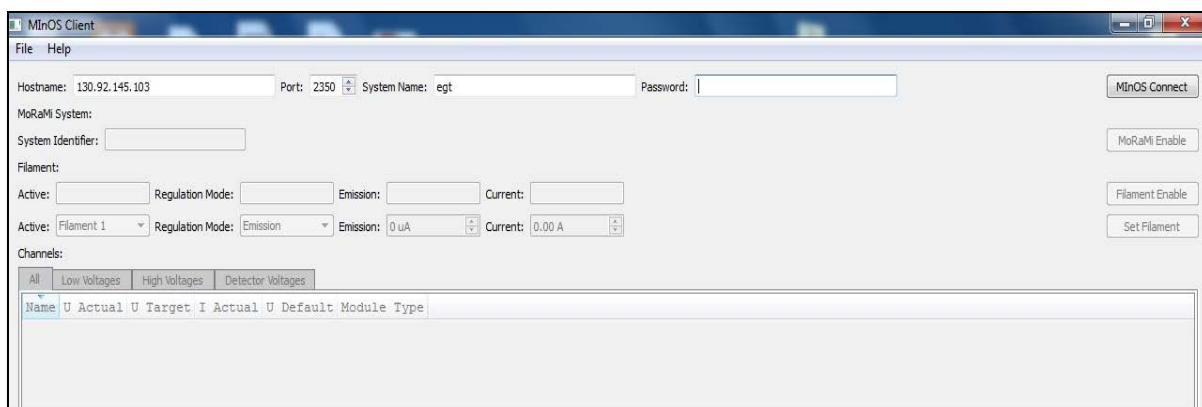 MInOS Client
File Help
Hostname: 130.92.145.103 Port: 2350 System Name: egt Password: MInOS Connect
MoRaMi System:
System Identifier: MoRaMi Enable
Filament:
Active: Regulation Mode: Emission: Current: Filament Enable
Active: Filament 1 Regulation Mode: Emission Emission: 0 uA Current: 0.00 A Set Filament
Channels:
All Low Voltages High Voltages Detector Voltages
Name U Actual U Target I Actual U Default Module Type